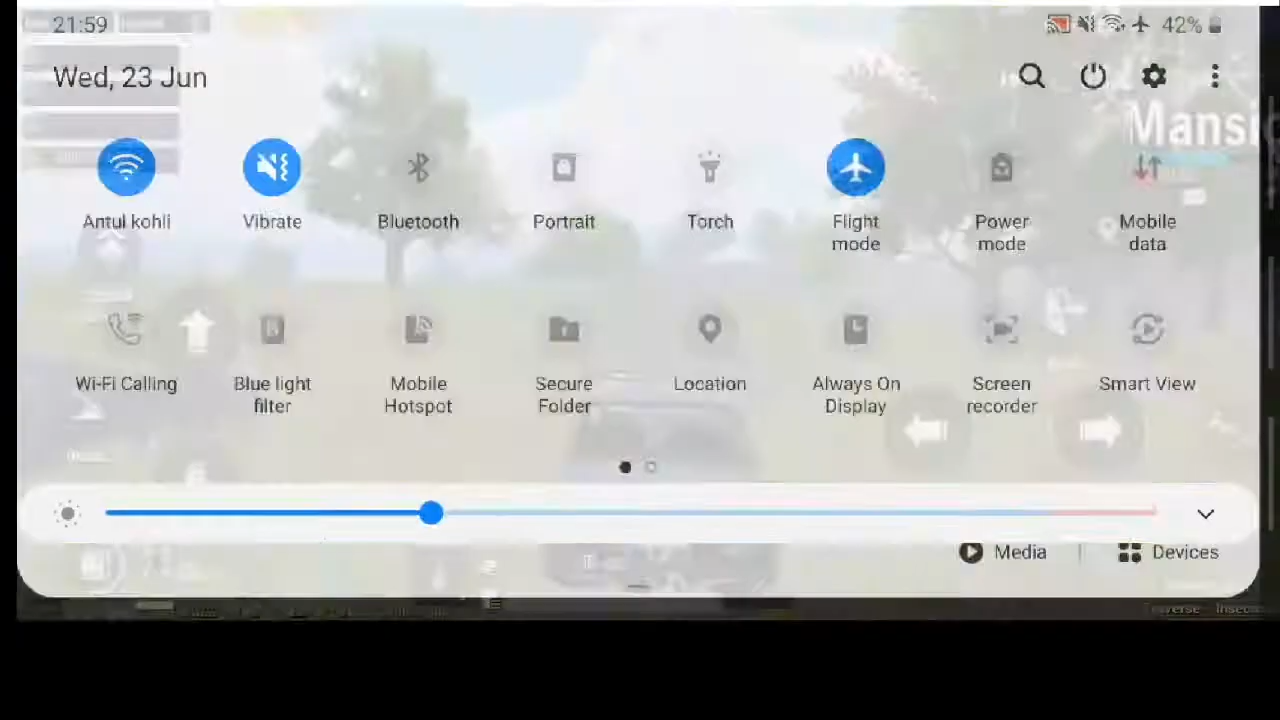 21:59
42%
Wed, 23 Jun
Mansi
Antul kohli
Vibrate
Bluetooth
Portrait
Torch
Flight
mode
Power
mode
Mobile
data
Wi-Fi Calling
Blue light
filter
Mobile
Hotspot
Secure
Folder
Location
Always On
Display
Screen
recorder
Smart View
Media
Devices